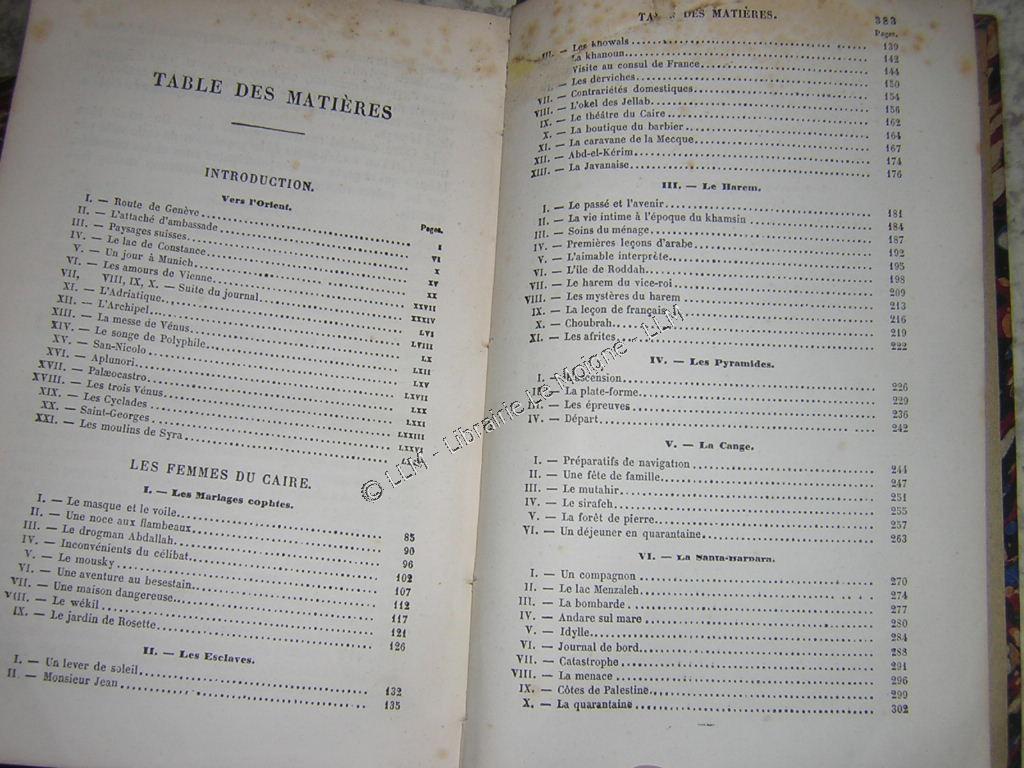 TABLE DES MATIÈRES
INTRODUCTION.
Vers l'Orient.
Pages.
I. — Route de Genève
II. — L'attaché d'ambassade
III. — Paysages suisses
IV. — Le lac de Constance
V. — Un jour à Munich
VI. — Les amours de Vienne
VII, VIII, IX, X. — Suite du journal
XI. — L'Adriatique
XII. — L'Archipel
XIII. — La messe de Vénus
XIV. — Le songe de Polyphile
XV. — San-Nicolo
XVI. — Aplunori
XVII. — Palæocastro
XVIII. — Les trois Vénus
XIX. — Les Cyclades
XX. — Saint-Georges
XXI. — Les moulins de Syra
I
VI
X
XV
XX
XXVII
XXXIV
LVI
LVIII
LX
LXII
LXV
LXVII
LXX
LXXI
LXXIII
LXXVI
LES FEMMES DU CAIRE.
I. — Les Mariages cophtes.
I. — Le masque et le voile 85
II. — Une noce aux flambeaux 90
III. — Le drogman Abdallah 96
IV. — Inconvénients du célibat 102
V. — Le mousky 107
VI. — Une aventure au besestain 112
VII. — Une maison dangereuse 117
VIII. — Le wékil 121
IX. — Le jardin de Rosette 126
II. — Les Esclaves.
I. — Un lever de soleil 132
II. — Monsieur Jean 135
DES MATIÈRES. 383
Pages.
— Les khowals 139
La khanoun 142
Visite au consul de France 144
— Les derviches 150
VII. — Contrariétés domestiques 154
VIII. — L'okel des Jellab 156
IX. — Le théâtre du Caire 162
X. — La boutique du barbier 164
XI. — La caravane de la Mecque 167
XII. — Abd-el-Kérim 174
XIII. — La Javanaise 176
III. — Le Harem.
I. — Le passé et l'avenir 181
II. — La vie intime à l'époque du khamsin 184
III. — Soins du ménage 187
IV. — Premières leçons d'arabe 192
V. — L'aimable interprète 195
VI. — L'île de Roddah 198
VII. — Le harem du vice-roi 209
VIII. — Les mystères du harem 213
IX. — La leçon de français 216
X. — Choubrah 219
XI. — Les afrites 222
IV. — Les Pyramides.
I. — L'ascension 226
II. — La plate-forme 229
III. — Les épreuves 236
IV. — Départ 242
V. — La Cange.
I. — Préparatifs de navigation 244
II. — Une fête de famille 247
III. — Le mutahir 251
IV. — Le sirafeh 255
V. — La forêt de pierre 257
VI. — Un déjeuner en quarantaine 263
VI. — La Santa-Barbara.
I. — Un compagnon 270
II. — Le lac Menzaleh 274
III. — La bombarde 277
IV. — Andare sul mare 280
V. — Idylle 284
VI. — Journal de bord 288
VII. — Catastrophe 291
VIII. — La menace 296
IX. — Côtes de Palestine 299
X. — La quarantaine 302
© LLM - Librairie Le Moigne - LLM